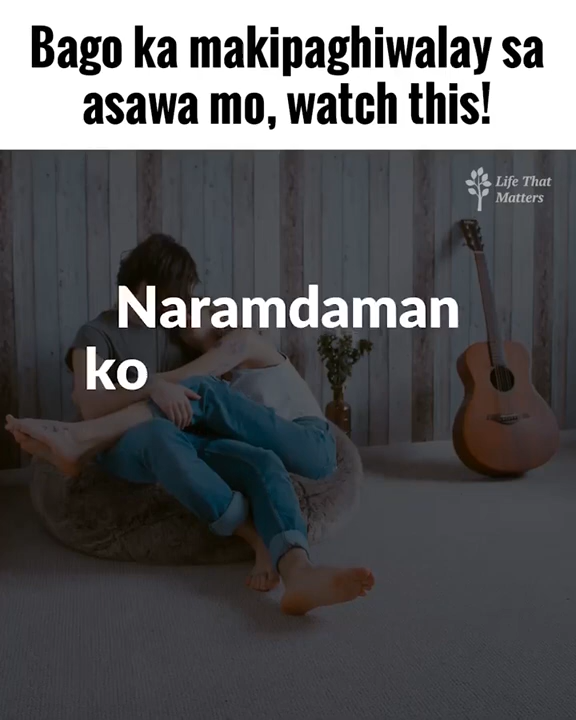 Bago ka makipaghiwalay sa
asawa mo, watch this!
Life That
Matters
Naramdaman
ko